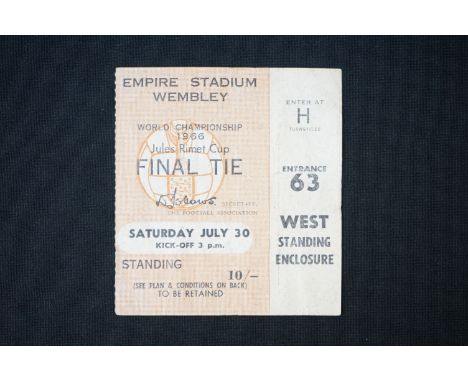 EMPIRE STADIUM
WEMBLEY
WORLD CHAMPIONSHIP
1966
Jules Rimet Cup
FINAL TIE
SECRETARY,
THE FOOTBALL ASSOCIATION
SATURDAY JULY 30
KICK-OFF 3 p.m.
STANDING
10/-
(SEE PLAN & CONDITIONS ON BACK)
TO BE RETAINED
ENTER AT
H
TURNSTILES
ENTRANCE
63
WEST
STANDING
ENCLOSURE